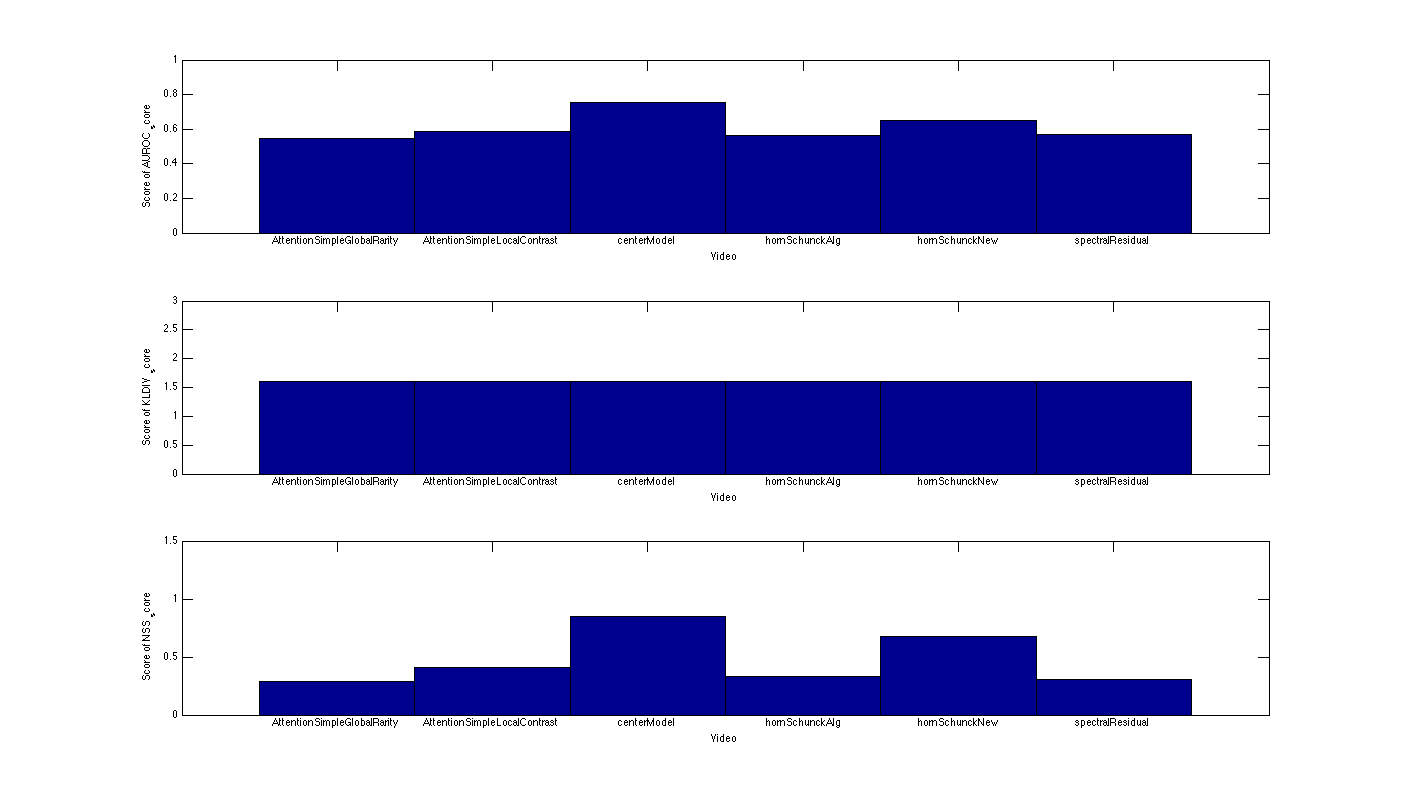 1
0.8
0.6
0.4
0.2
0
Score of AUROC_score
AttentionSimpleGlobalRarity AttentionSimpleLocalContrast centerModel hornSchunckAlg hornSchunckNew spectralResidual
Video
3
2.5
2
1.5
1
0.5
0
Score of KLDIV_score
AttentionSimpleGlobalRarity AttentionSimpleLocalContrast centerModel hornSchunckAlg hornSchunckNew spectralResidual
Video
1.5
1
0.5
0
Score of NSS_score
AttentionSimpleGlobalRarity AttentionSimpleLocalContrast centerModel hornSchunckAlg hornSchunckNew spectralResidual
Video